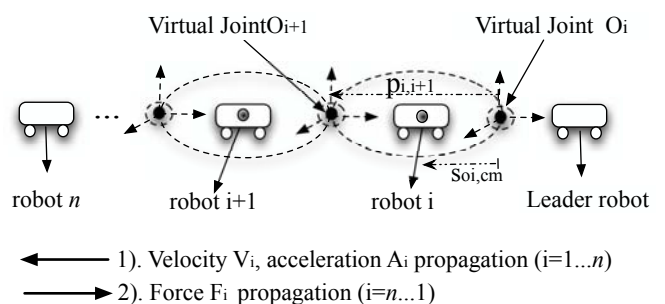 Virtual JointOi+1
Virtual Joint Oi
pi,i+1
...
robot n
robot i+1
robot i
Soi,cm
Leader robot
1). Velocity Vi, acceleration Ai propagation (i=1...n)
2). Force Fi propagation (i=n...1)